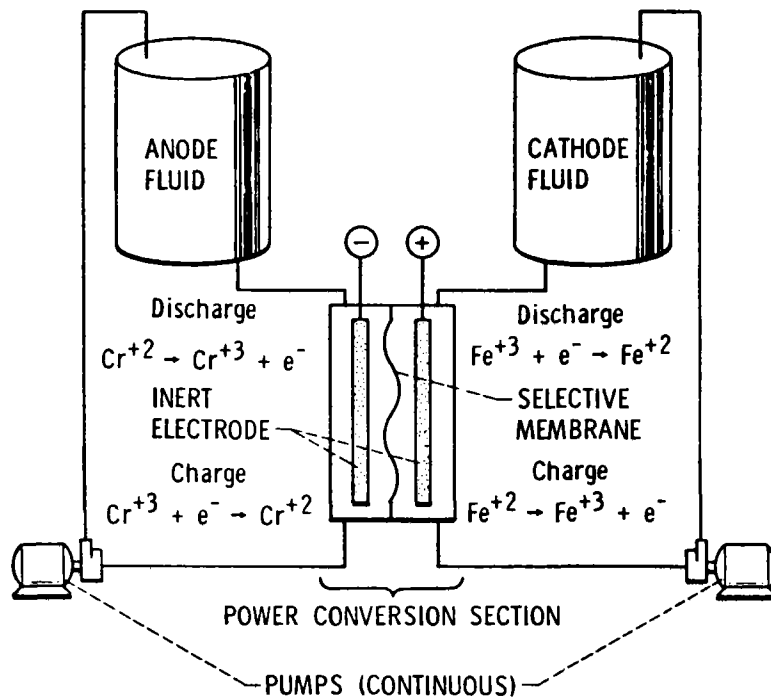 ANODE
FLUID
CATHODE
FLUID
−
+
Discharge
Cr⁺² → Cr⁺³ + e⁻
Discharge
Fe⁺³ + e⁻ → Fe⁺²
INERT
ELECTRODE
SELECTIVE
MEMBRANE
Charge
Cr⁺³ + e⁻ → Cr⁺²
Charge
Fe⁺² → Fe⁺³ + e⁻
POWER CONVERSION SECTION
PUMPS (CONTINUOUS)